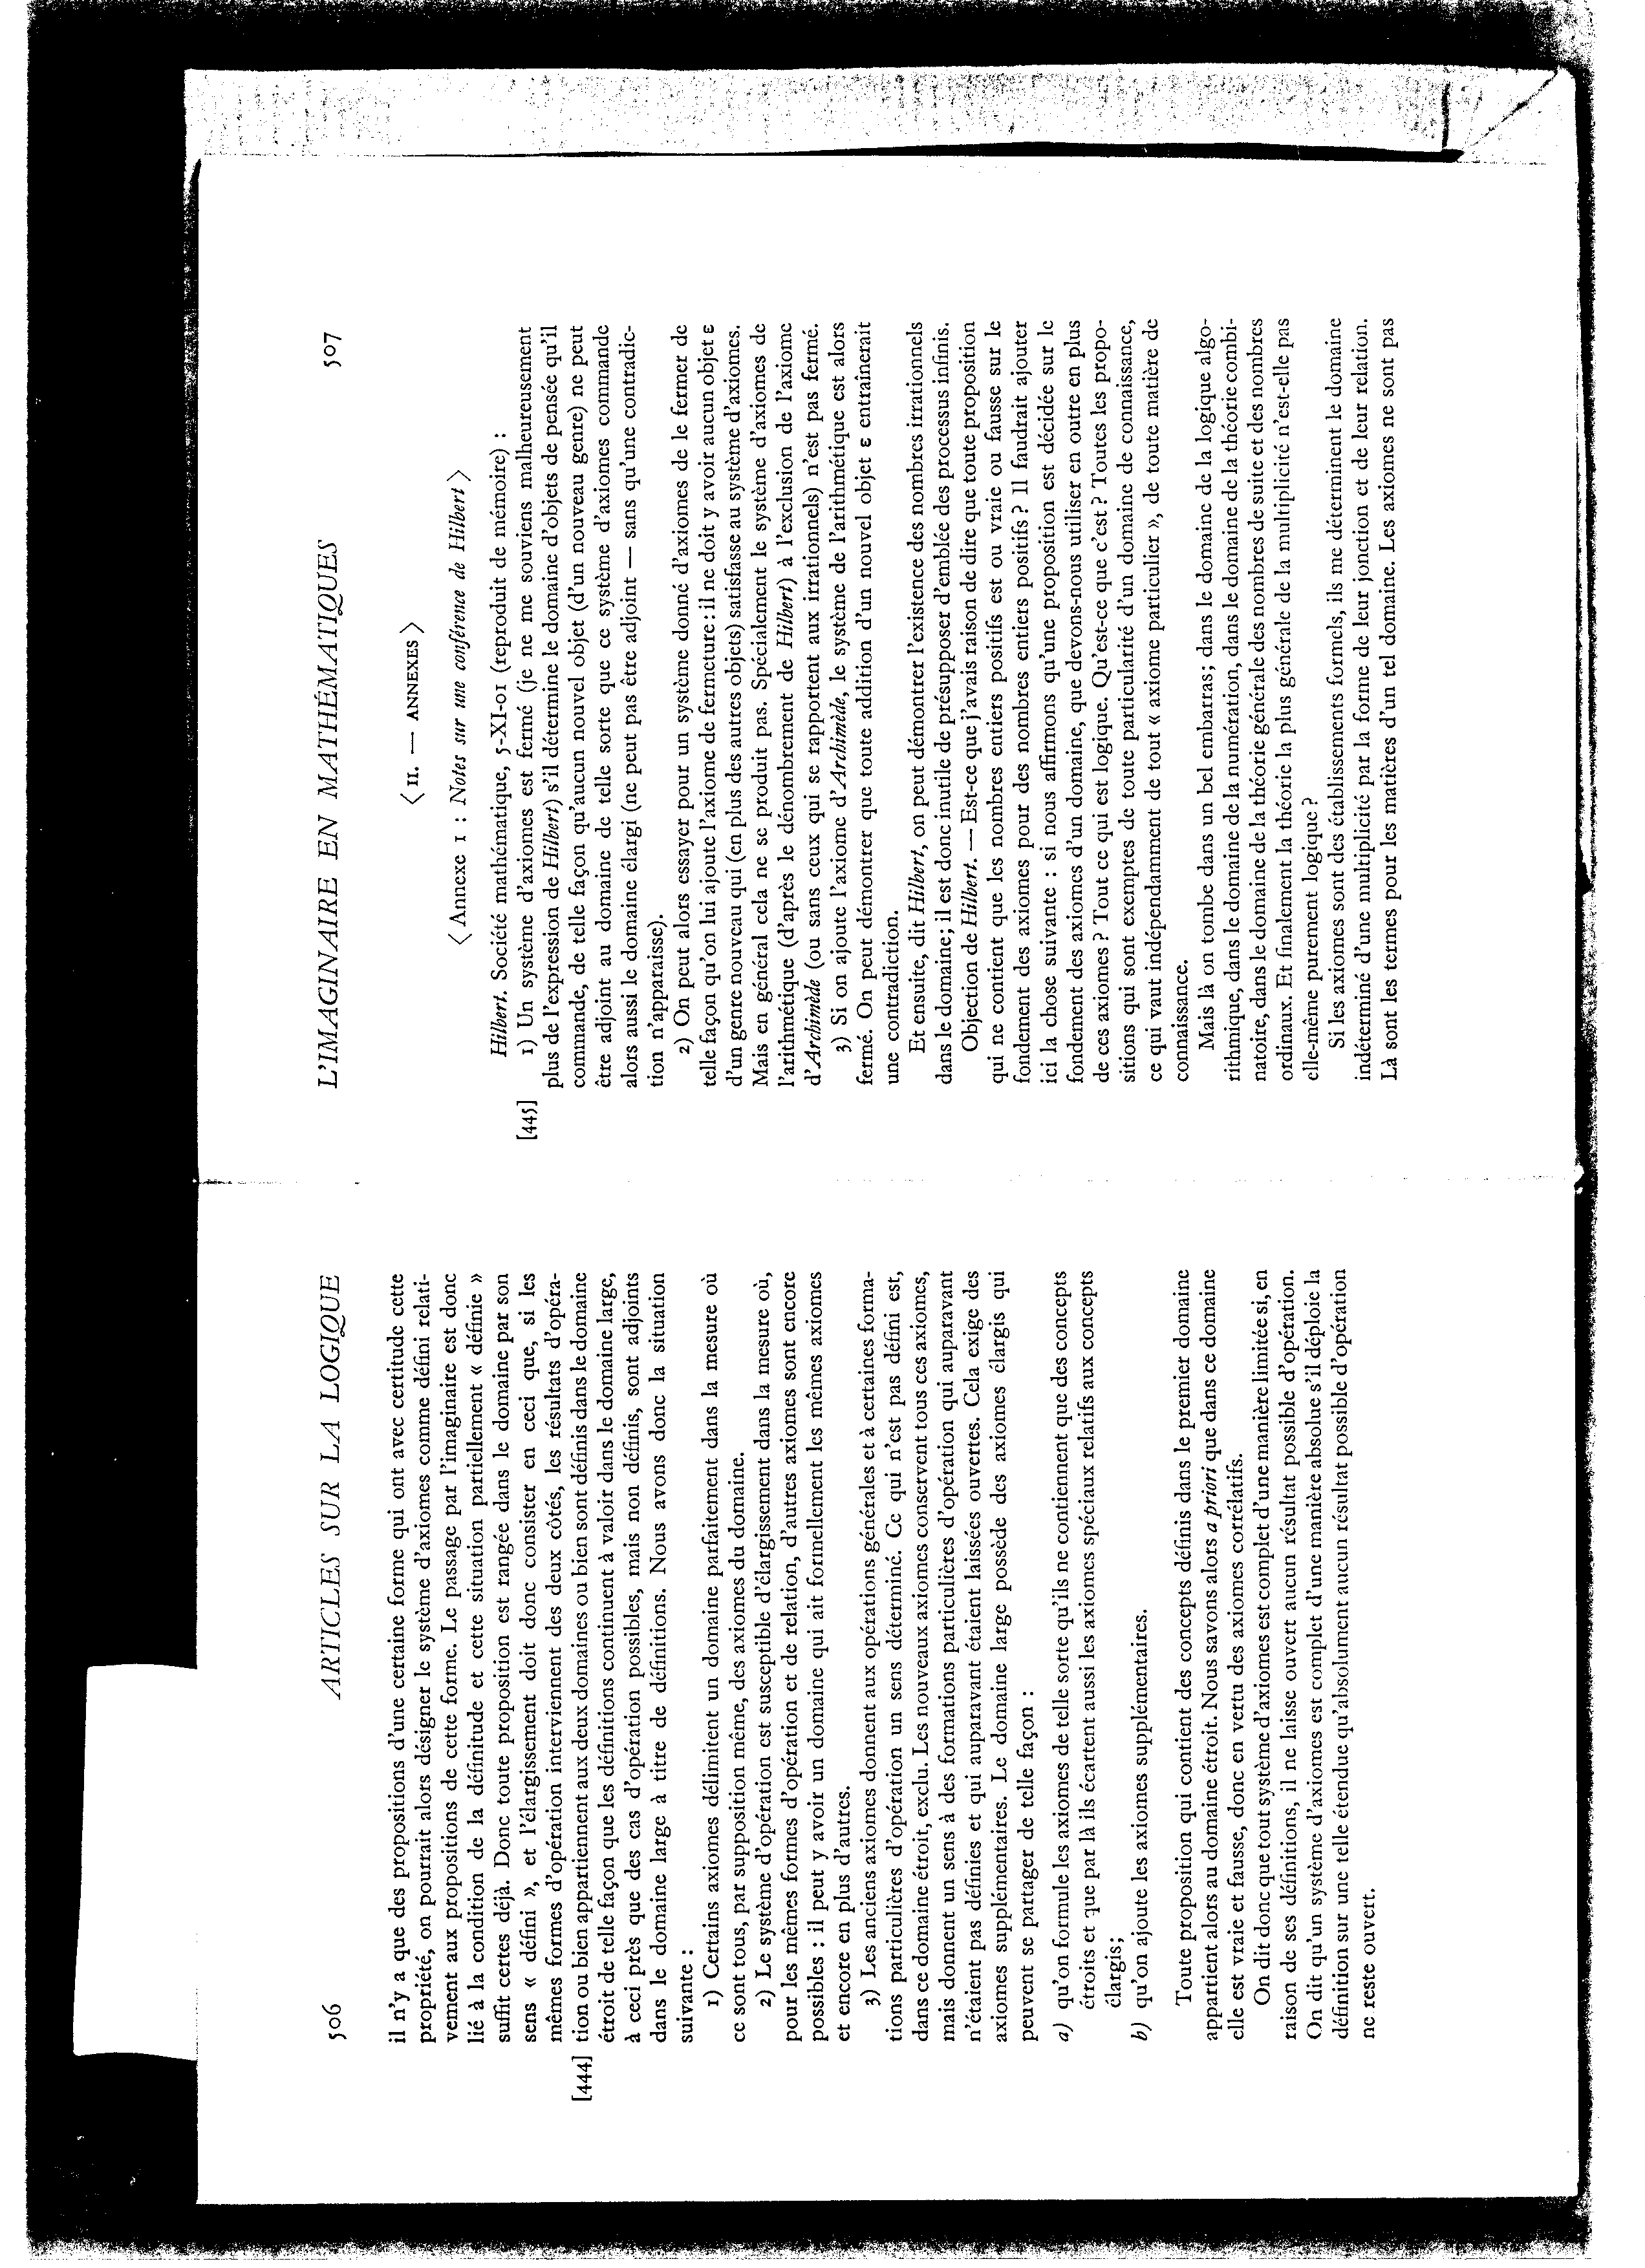 506 ARTICLES SUR LA LOGIQUE
il n'y a que des propositions d'une certaine forme qui ont avec certitude cette
propriété, on pourrait alors désigner le système d'axiomes comme défini relati-
vement aux propositions de cette forme. Le passage par l'imaginaire est donc
lié à la condition de la définitude et cette situation partiellement « définie »
suffit certes déjà. Donc toute proposition est rangée dans le domaine par son
sens « défini », et l'élargissement doit donc consister en ceci que, si les
mêmes formes d'opération interviennent des deux côtés, les résultats d'opéra-
[444] tion ou bien appartiennent aux deux domaines ou bien sont définis dans le domaine
étroit de telle façon que les définitions continuent à valoir dans le domaine large,
à ceci près que des cas d'opération possibles, mais non définis, sont adjoints
dans le domaine large à titre de définitions. Nous avons donc la situation
suivante :
1) Certains axiomes délimitent un domaine parfaitement dans la mesure où
ce sont tous, par supposition même, des axiomes du domaine.
2) Le système d'opération est susceptible d'élargissement dans la mesure où,
pour les mêmes formes d'opération et de relation, d'autres axiomes sont encore
possibles : il peut y avoir un domaine qui ait formellement les mêmes axiomes
et encore en plus d'autres.
3) Les anciens axiomes donnent aux opérations générales et à certaines forma-
tions particulières d'opération un sens déterminé. Ce qui n'est pas défini est,
dans ce domaine étroit, exclu. Les nouveaux axiomes conservent tous ces axiomes,
mais donnent un sens à des formations particulières d'opération qui auparavant
n'étaient pas définies et qui auparavant étaient laissées ouvertes. Cela exige des
axiomes supplémentaires. Le domaine large possède des axiomes élargis qui
peuvent se partager de telle façon :
a) qu'on formule les axiomes de telle sorte qu'ils ne contiennent que des concepts
étroits et que par là ils écartent aussi les axiomes spéciaux relatifs aux concepts
élargis;
b) qu'on ajoute les axiomes supplémentaires.
Toute proposition qui contient des concepts définis dans le premier domaine
appartient alors au domaine étroit. Nous savons alors a priori que dans ce domaine
elle est vraie et fausse, donc en vertu des axiomes corrélatifs.
On dit donc que tout système d'axiomes est complet d'une manière limitée si, en
raison de ses définitions, il ne laisse ouvert aucun résultat possible d'opération.
On dit qu'un système d'axiomes est complet d'une manière absolue s'il déploie la
définition sur une telle étendue qu'absolument aucun résultat possible d'opération
ne reste ouvert.
L'IMAGINAIRE EN MATHÉMATIQUES 507
〈 II. — ANNEXES 〉
〈 Annexe I : Notes sur une conférence de Hilbert 〉
Hilbert. Société mathématique, 5-XI-01 (reproduit de mémoire) :
[445] 1) Un système d'axiomes est fermé (je ne me souviens malheureusement
plus de l'expression de Hilbert) s'il détermine le domaine d'objets de pensée qu'il
commande, de telle façon qu'aucun nouvel objet (d'un nouveau genre) ne peut
être adjoint au domaine de telle sorte que ce système d'axiomes commande
alors aussi le domaine élargi (ne peut pas être adjoint — sans qu'une contradic-
tion n'apparaisse).
2) On peut alors essayer pour un système donné d'axiomes de le fermer de
telle façon qu'on lui ajoute l'axiome de fermeture: il ne doit y avoir aucun objet ε
d'un genre nouveau qui (en plus des autres objets) satisfasse au système d'axiomes.
Mais en général cela ne se produit pas. Spécialement le système d'axiomes de
l'arithmétique (d'après le dénombrement de Hilbert) à l'exclusion de l'axiome
d'Archimède (ou sans ceux qui se rapportent aux irrationnels) n'est pas fermé.
3) Si on ajoute l'axiome d'Archimède, le système de l'arithmétique est alors
fermé. On peut démontrer que toute addition d'un nouvel objet ε entraînerait
une contradiction.
Et ensuite, dit Hilbert, on peut démontrer l'existence des nombres irrationnels
dans le domaine; il est donc inutile de présupposer d'emblée des processus infinis.
Objection de Hilbert. — Est-ce que j'avais raison de dire que toute proposition
qui ne contient que les nombres entiers positifs est ou vraie ou fausse sur le
fondement des axiomes pour des nombres entiers positifs ? Il faudrait ajouter
ici la chose suivante : si nous affirmons qu'une proposition est décidée sur le
fondement des axiomes d'un domaine, que devons-nous utiliser en outre en plus
de ces axiomes ? Tout ce qui est logique. Qu'est-ce que c'est ? Toutes les propo-
sitions qui sont exemptes de toute particularité d'un domaine de connaissance,
ce qui vaut indépendamment de tout « axiome particulier », de toute matière de
connaissance.
Mais là on tombe dans un bel embarras; dans le domaine de la logique algo-
rithmique, dans le domaine de la numération, dans le domaine de la théorie combi-
natoire, dans le domaine de la théorie générale des nombres de suite et des nombres
ordinaux. Et finalement la théorie la plus générale de la multiplicité n'est-elle pas
elle-même purement logique ?
Si les axiomes sont des établissements formels, ils me déterminent le domaine
indéterminé d'une multiplicité par la forme de leur jonction et de leur relation.
Là sont les termes pour les matières d'un tel domaine. Les axiomes ne sont pas